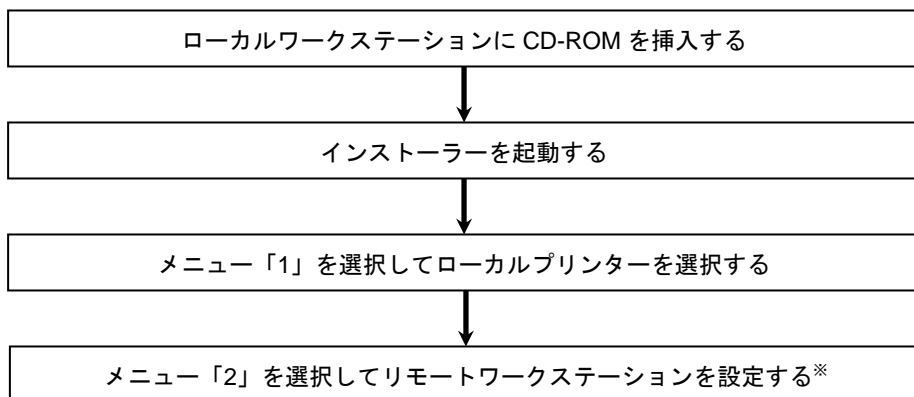 ローカルワークステーションに CD-ROM を挿入する
インストーラーを起動する
メニュー「1」を選択してローカルプリンターを選択する
メニュー「2」を選択してリモートワークステーションを設定する※